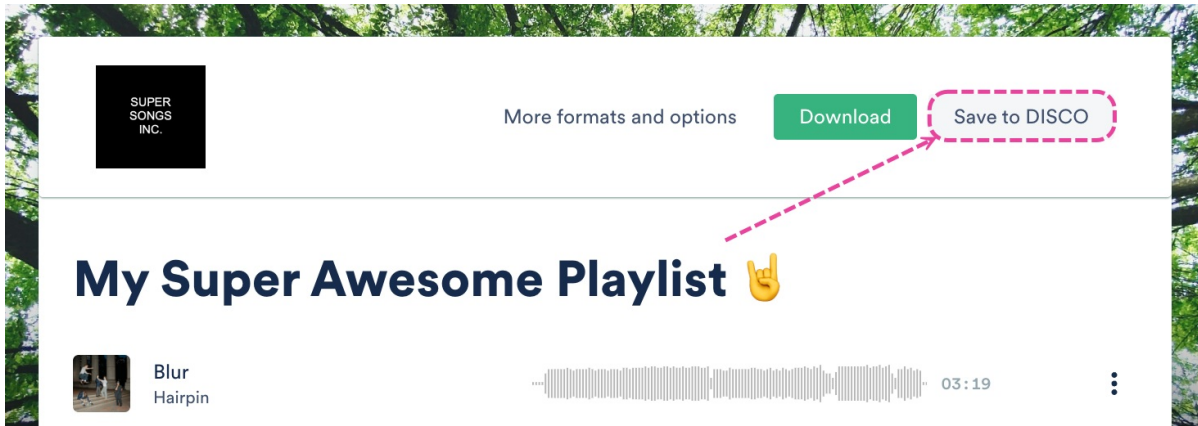 SUPER
SONGS
INC.
More formats and options
Download
Save to DISCO
My Super Awesome Playlist 🤘
Blur
Hairpin
03:19